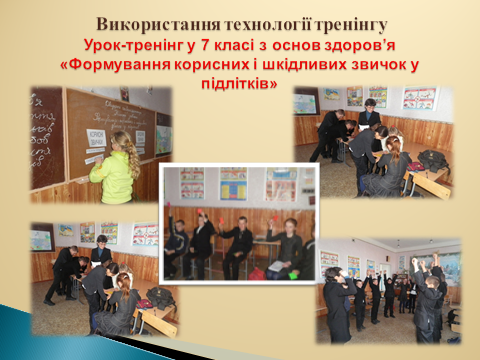 Використання технології тренінгу
Урок-тренінг у 7 класі з основ здоров’я
«Формування корисних і шкідливих звичок у
підлітків»